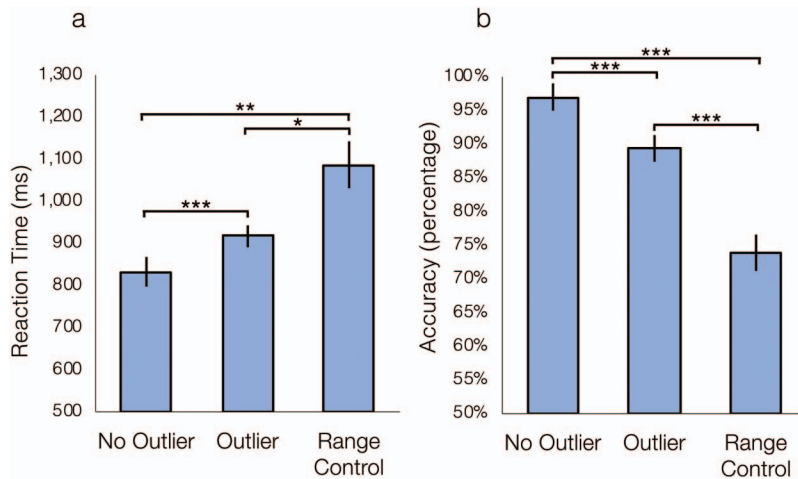 a
Reaction Time (ms)
1,300
1,200
1,100
1,000
900
800
700
600
500
**
*
***
No Outlier
Outlier
Range
Control
b
Accuracy (percentage)
100%
95%
90%
85%
80%
75%
70%
65%
60%
55%
50%
***
***
***
No Outlier
Outlier
Range
Control